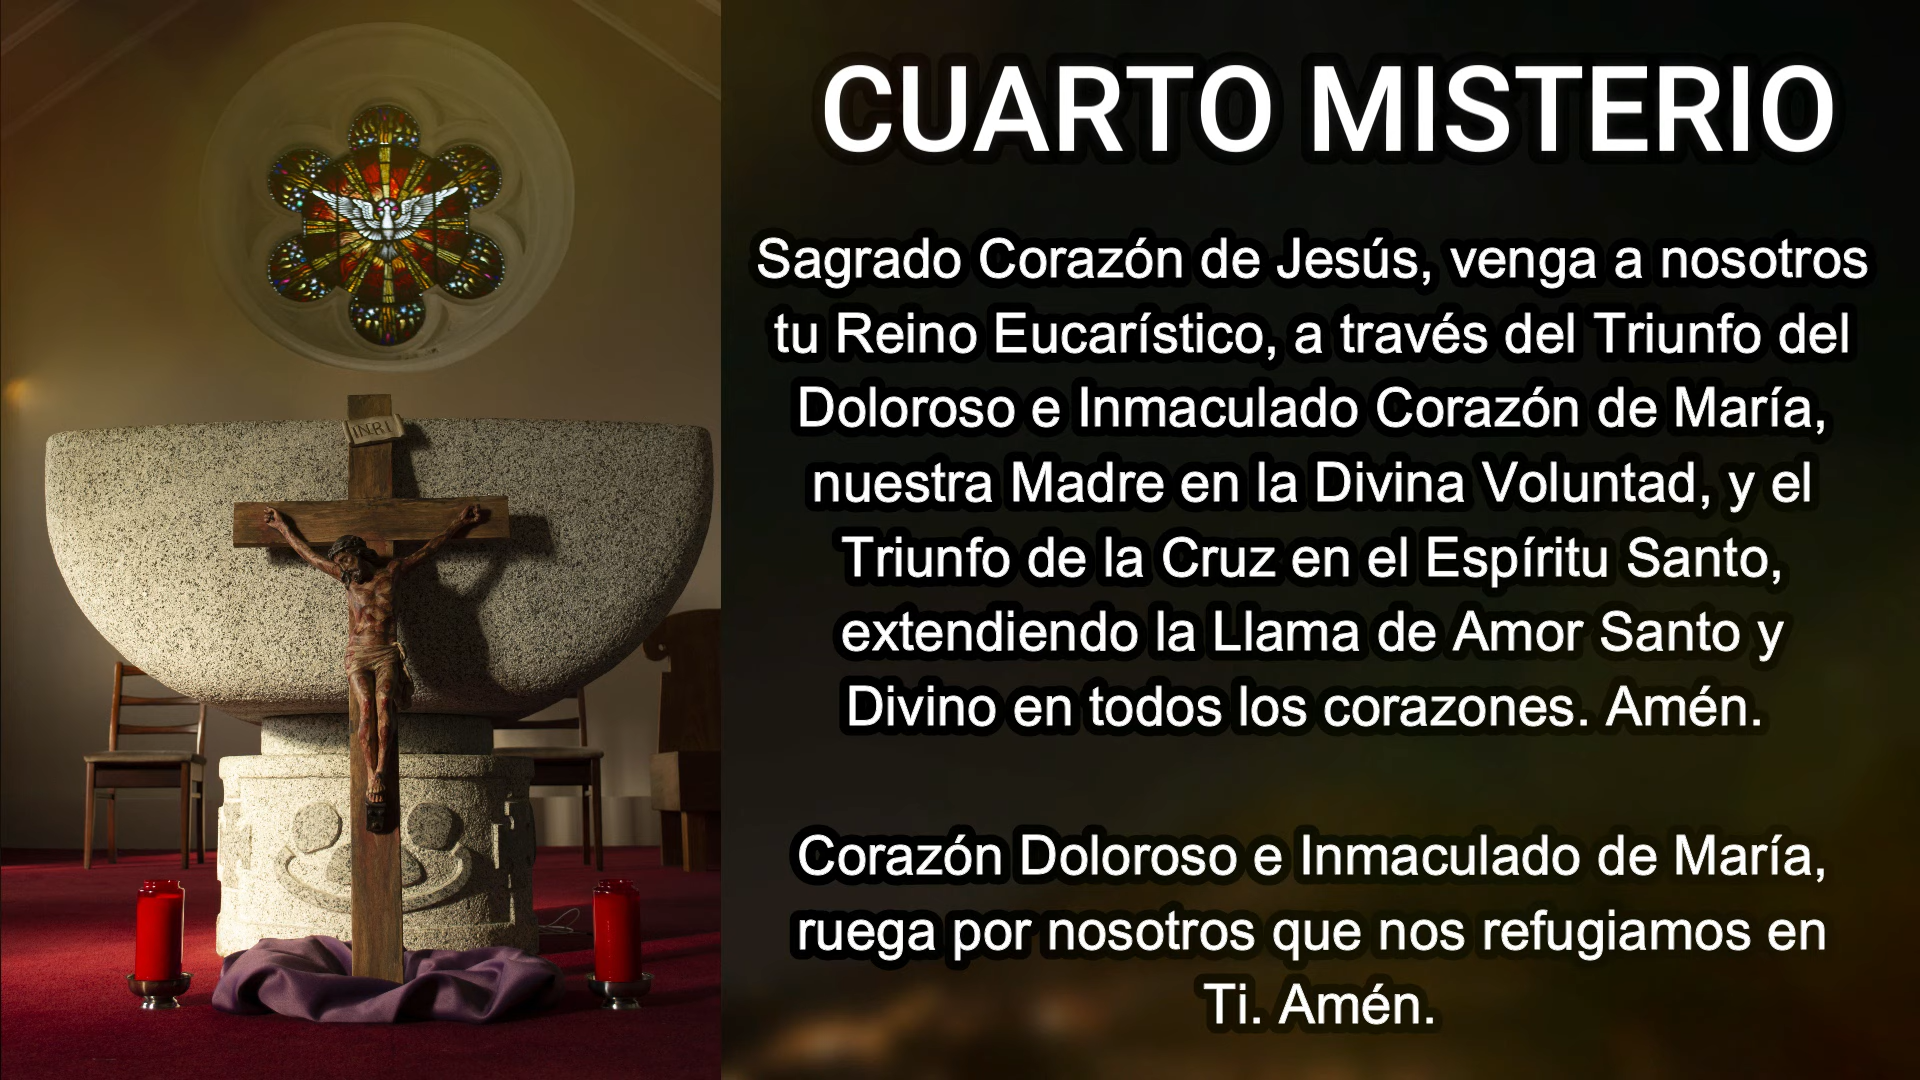 CUARTO MISTERIO
Sagrado Corazón de Jesús, venga a nosotros
tu Reino Eucarístico, a través del Triunfo del
Doloroso e Inmaculado Corazón de María,
nuestra Madre en la Divina Voluntad, y el
Triunfo de la Cruz en el Espíritu Santo,
extendiendo la Llama de Amor Santo y
Divino en todos los corazones. Amén.
Corazón Doloroso e Inmaculado de María,
ruega por nosotros que nos refugiamos en
Ti. Amén.
I.N.R.I